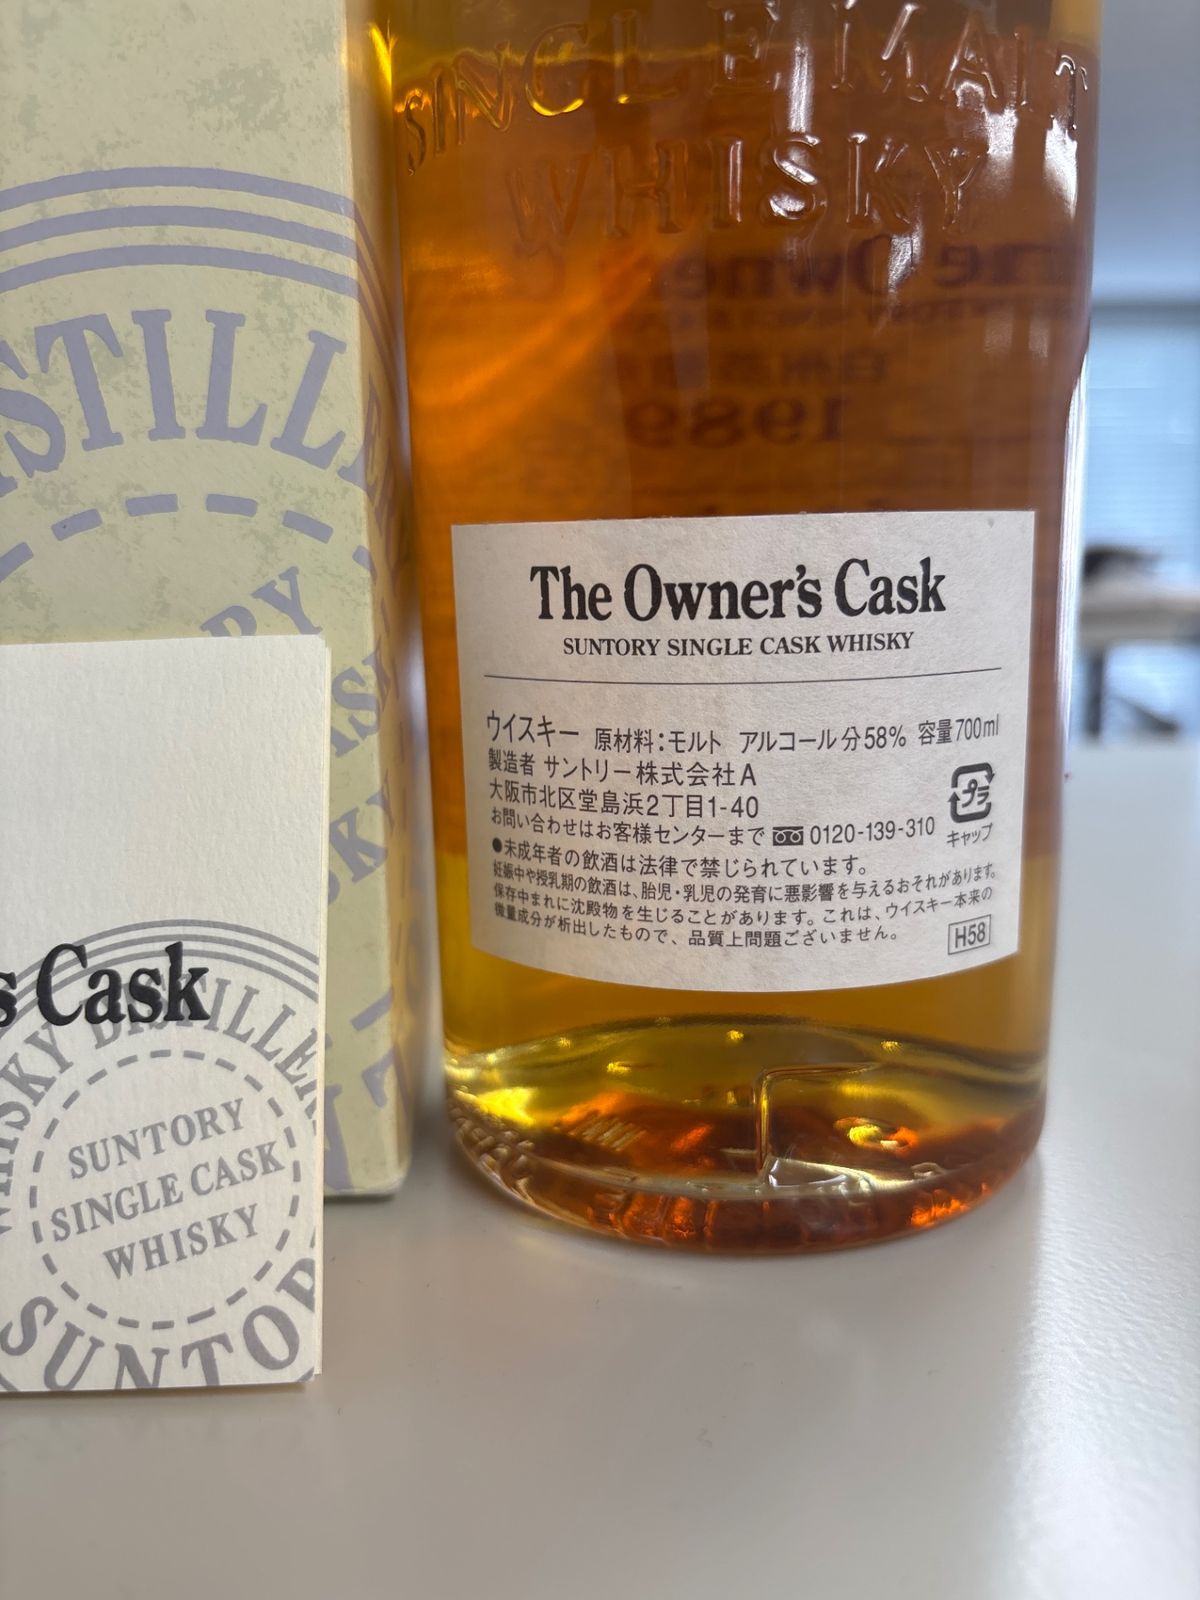 SINGLE MALT
WHISKY
1989
The Owner's Cask
SUNTORY SINGLE CASK WHISKY
ウイスキー 原材料：モルト アルコール分58% 容量700ml
製造者 サントリー株式会社A
大阪市北区堂島浜2丁目1-40
お問い合わせはお客様センターまで 0120-139-310
プラ
キャップ
●未成年者の飲酒は法律で禁じられています。
妊娠中や授乳期の飲酒は、胎児・乳児の発育に悪影響を与えるおそれがあります。
保存中まれに沈殿物を生じることがあります。これは、ウイスキー本来の
微量成分が析出したもので、品質上問題ございません。
H58
s Cask
WHISKY DISTILLER
SUNTORY
SINGLE CASK
WHISKY
SUNTOR
ISTILLE